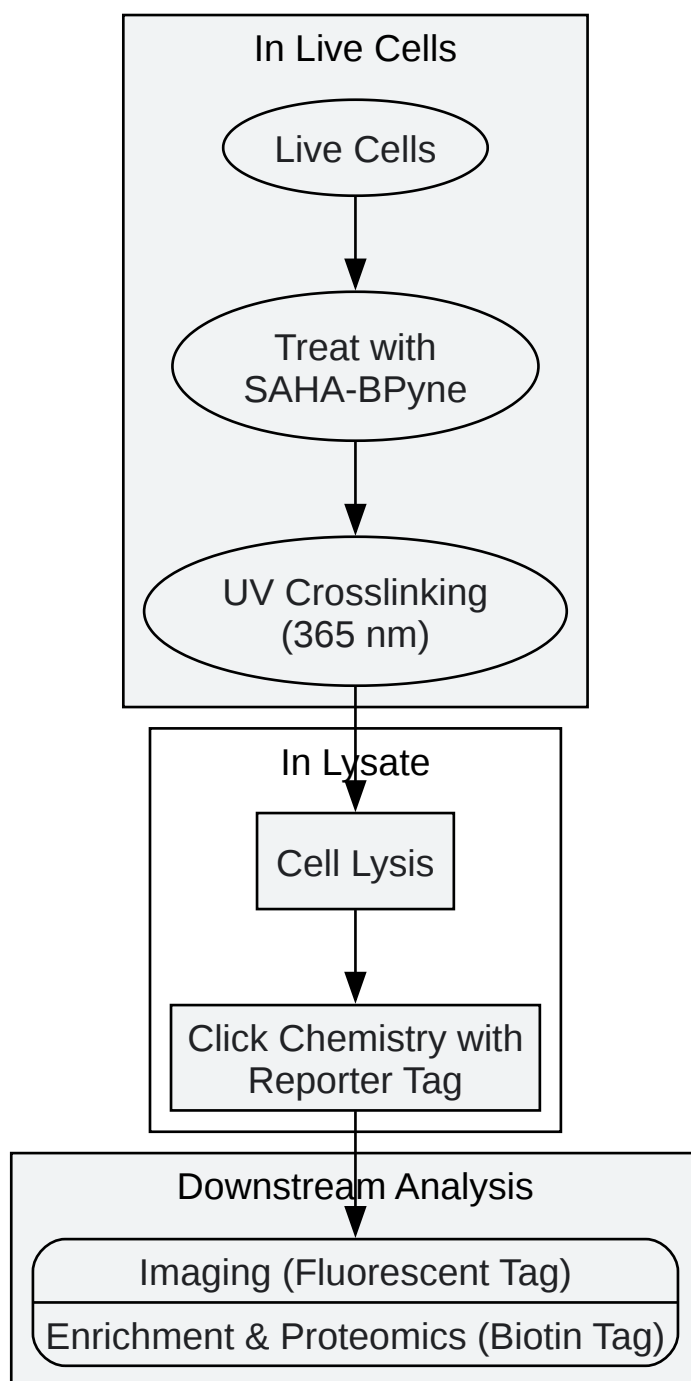 In Live Cells
Live Cells
Treat with
SAHA-BPyne
UV Crosslinking
(365 nm)
In Lysate
Cell Lysis
Click Chemistry with
Reporter Tag
Downstream Analysis
Imaging (Fluorescent Tag)
Enrichment & Proteomics (Biotin Tag)